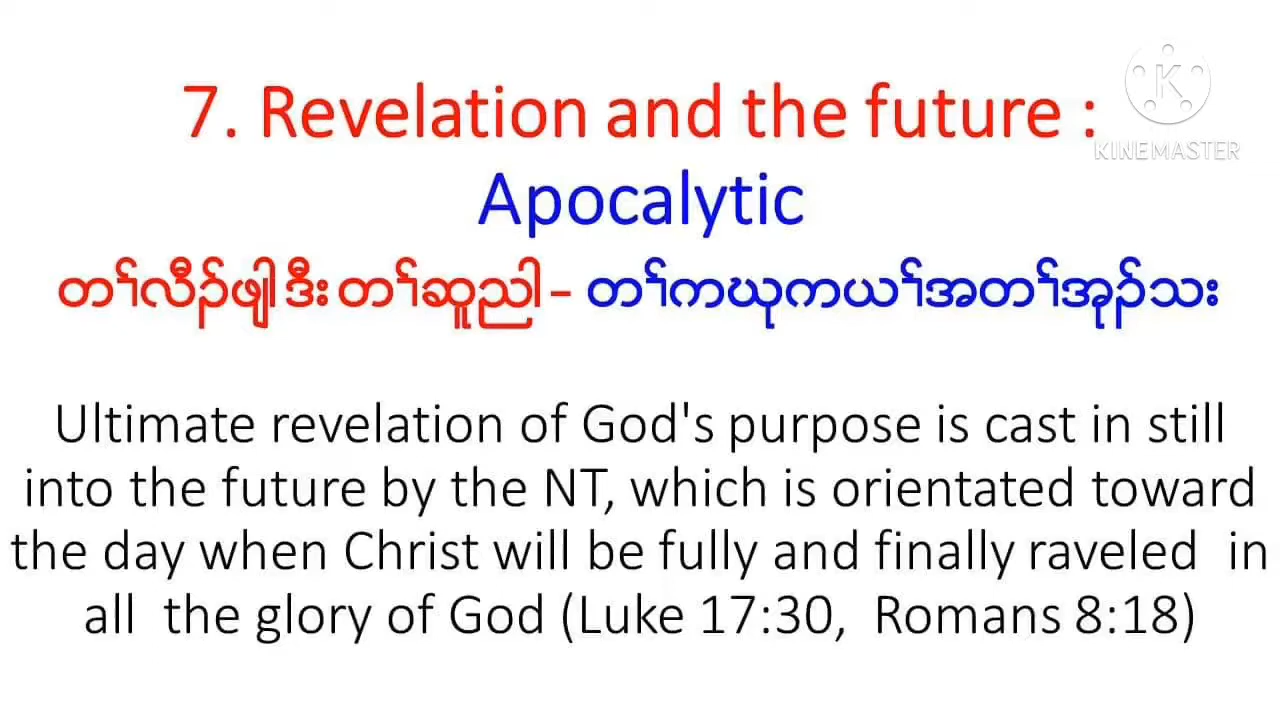 7. Revelation and the future :
K
KINEMASTER
Apocalytic
တၢ်လီၣ်ဖျါ ဒီး တၢ်ဆူညါ – တၢ်ကဃုကယၢ်အတၢ်အုၣ်သး
Ultimate revelation of God's purpose is cast in still
into the future by the NT, which is orientated toward
the day when Christ will be fully and finally raveled in
all the glory of God (Luke 17:30, Romans 8:18)